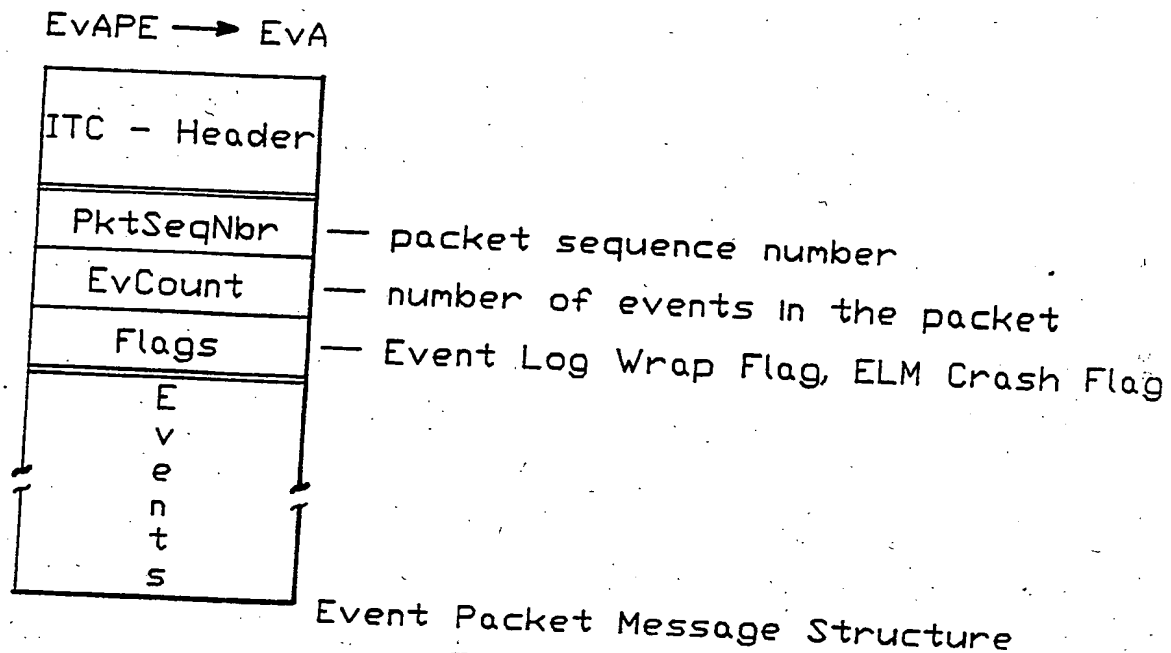 EvAPE → EvA
ITC - Header
PktSeqNbr — packet sequence number
EvCount — number of events in the packet
Flags — Event Log Wrap Flag, ELM Crash Flag
E
v
e
n
t
s
Event Packet Message Structure